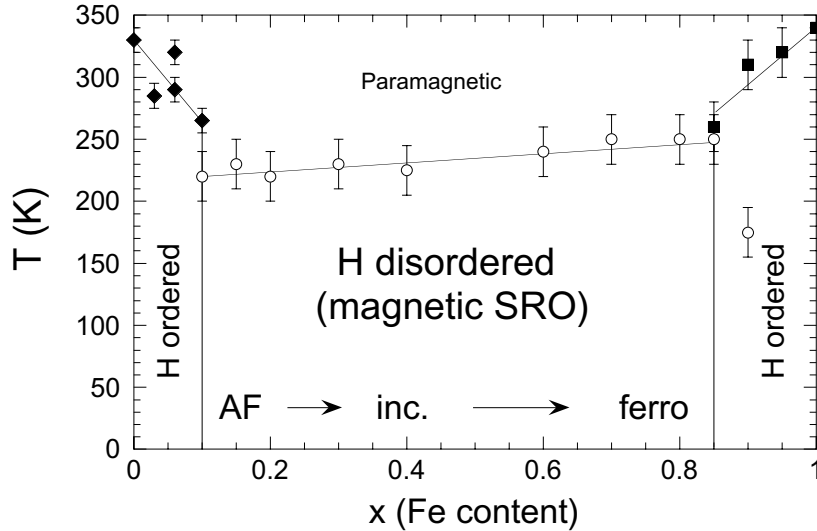 400
350
300
250
200
150
100
50
0
T (K)
Paramagnetic
H ordered
H disordered
(magnetic SRO)
H ordered
AF inc. ferro
0 0.2 0.4 0.6 0.8 1
x (Fe content)